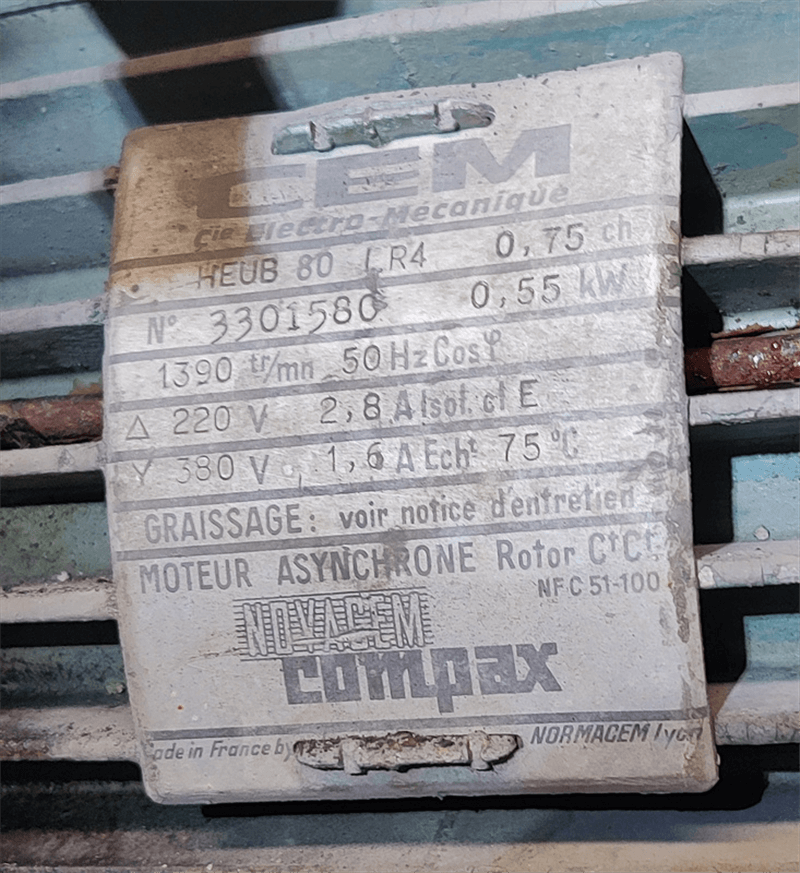 CEM
Cie Electro-Mécanique
HEUB 80 LR4 0,75 ch
N° 3301580 0,55 kW
1390 tr/mn 50 Hz Cos φ
Δ 220 V 2,8 A Isol. cl E
Y 380 V 1,6 A Echt 75 °C
GRAISSAGE: voir notice d'entretien
MOTEUR ASYNCHRONE Rotor Ct Ct
NF C 51-100
NOVACEM
compax
Made in France by NORMACEM Lyon